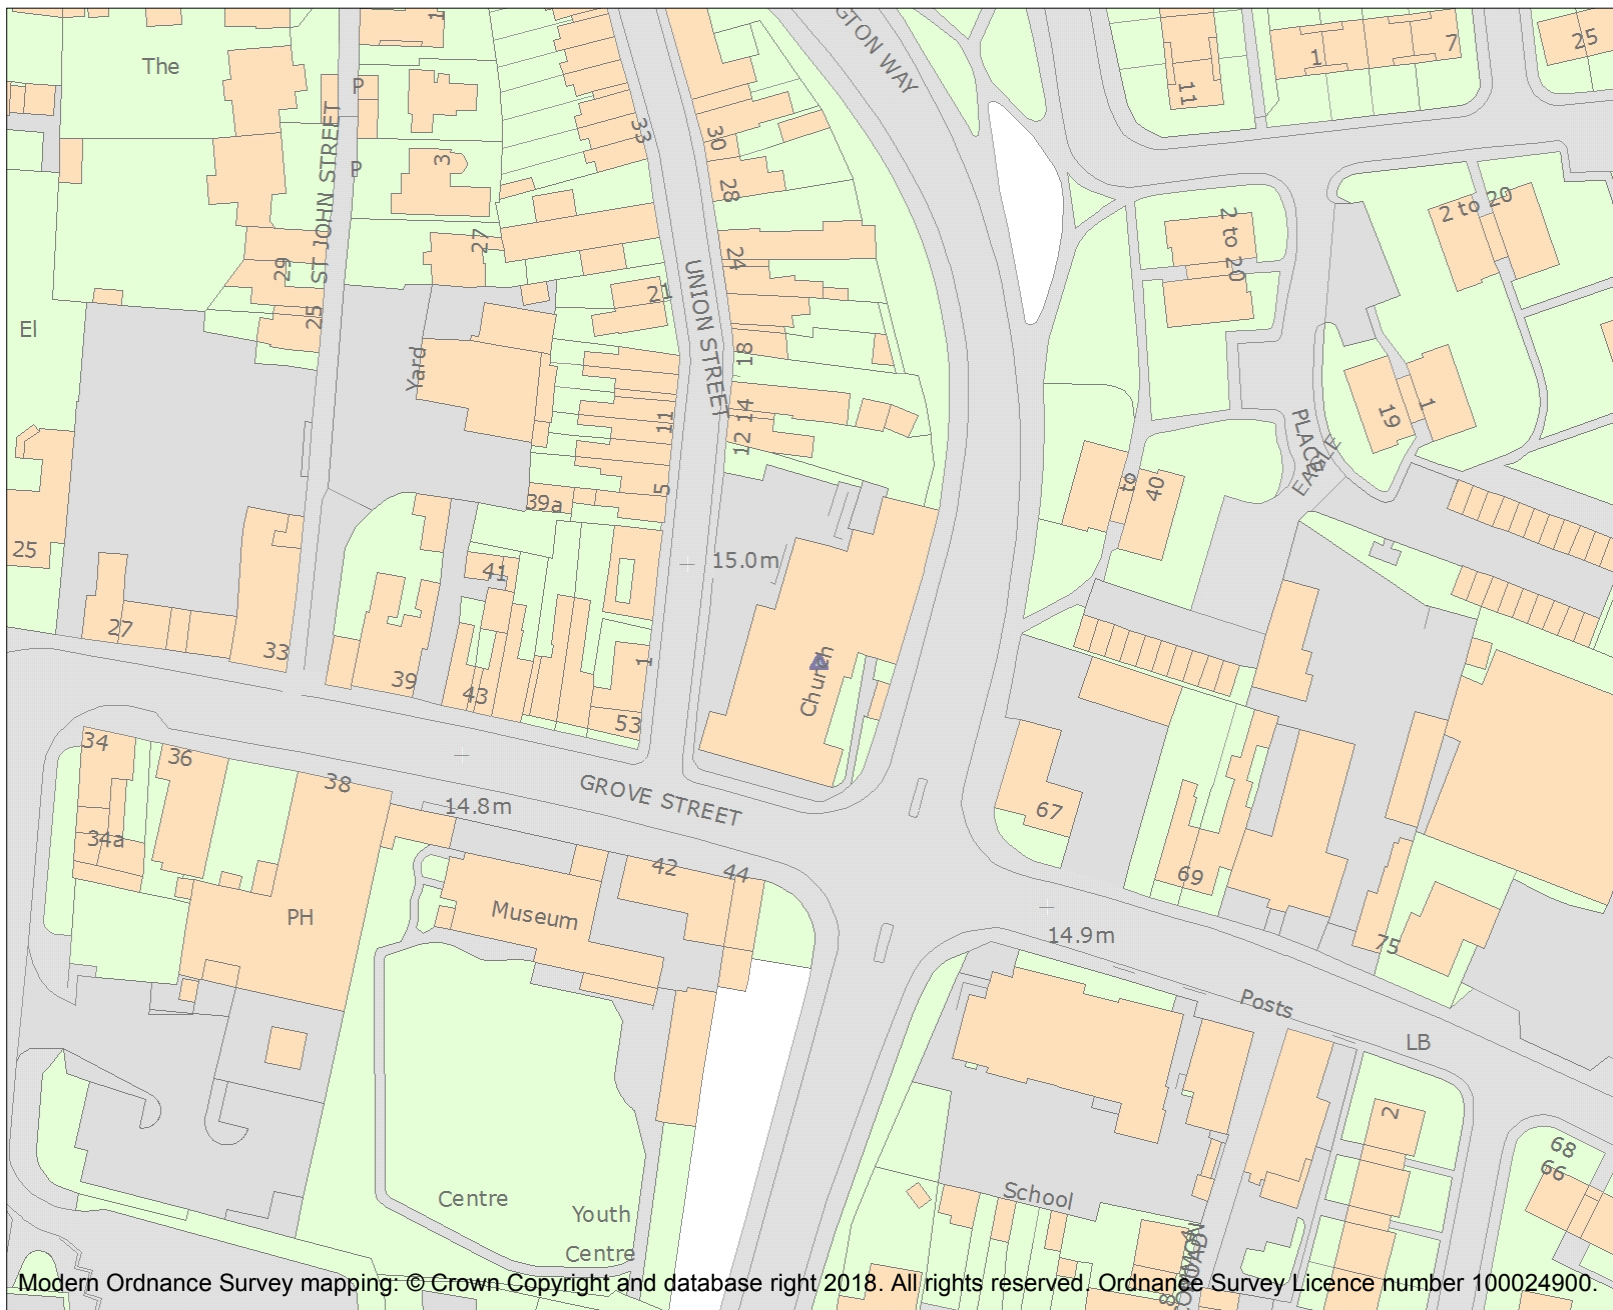 The
1
P
33
30
GTON WAY
11
1
7
25
ST JOHN STREET
P
3
28
2 to 20
2 to 20
27
29
24
21
UNION STREET
25
El
18
Yard
11
14
12
19
1
PLACE
EAGLE
to
40
5
39a
25
41
15.0m
27
33
39
43
1
53
Church
34
36
38
14.8m
GROVE STREET
67
34a
42
44
69
PH
Museum
14.9m
75
Posts
LB
2
68
66
School
Centre
Youth
Centre
Modern Ordnance Survey mapping: © Crown Copyright and database right 2018. All rights reserved. Ordnance Survey Licence number 100024900.